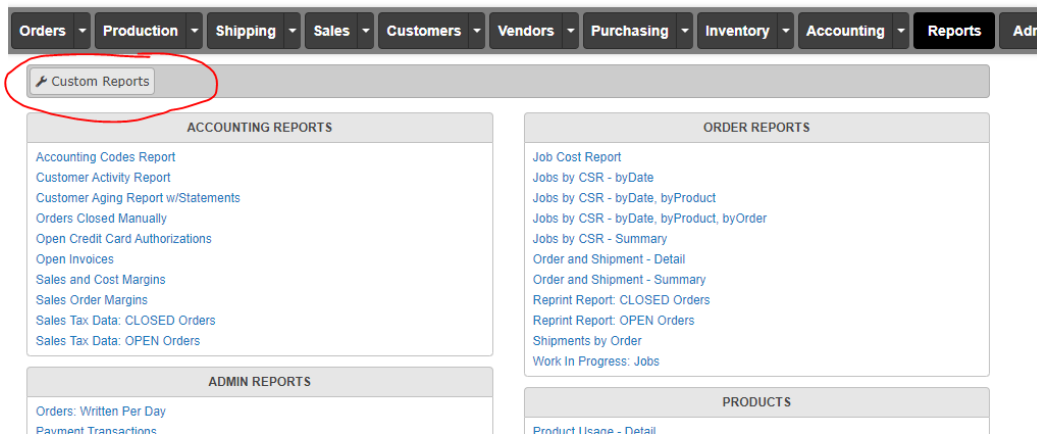 Orders Production Shipping Sales Customers Vendors Purchasing Inventory Accounting Reports
Custom Reports
ACCOUNTING REPORTS
Accounting Codes Report
Customer Activity Report
Customer Aging Report w/Statements
Orders Closed Manually
Open Credit Card Authorizations
Open Invoices
Sales and Cost Margins
Sales Order Margins
Sales Tax Data: CLOSED Orders
Sales Tax Data: OPEN Orders
ADMIN REPORTS
Orders: Written Per Day
Payment Transactions
ORDER REPORTS
Job Cost Report
Jobs by CSR - byDate
Jobs by CSR - byDate, byProduct
Jobs by CSR - byDate, byProduct, byOrder
Jobs by CSR - Summary
Order and Shipment - Detail
Order and Shipment - Summary
Reprint Report: CLOSED Orders
Reprint Report: OPEN Orders
Shipments by Order
Work In Progress: Jobs
PRODUCTS
Product Usage - Detail